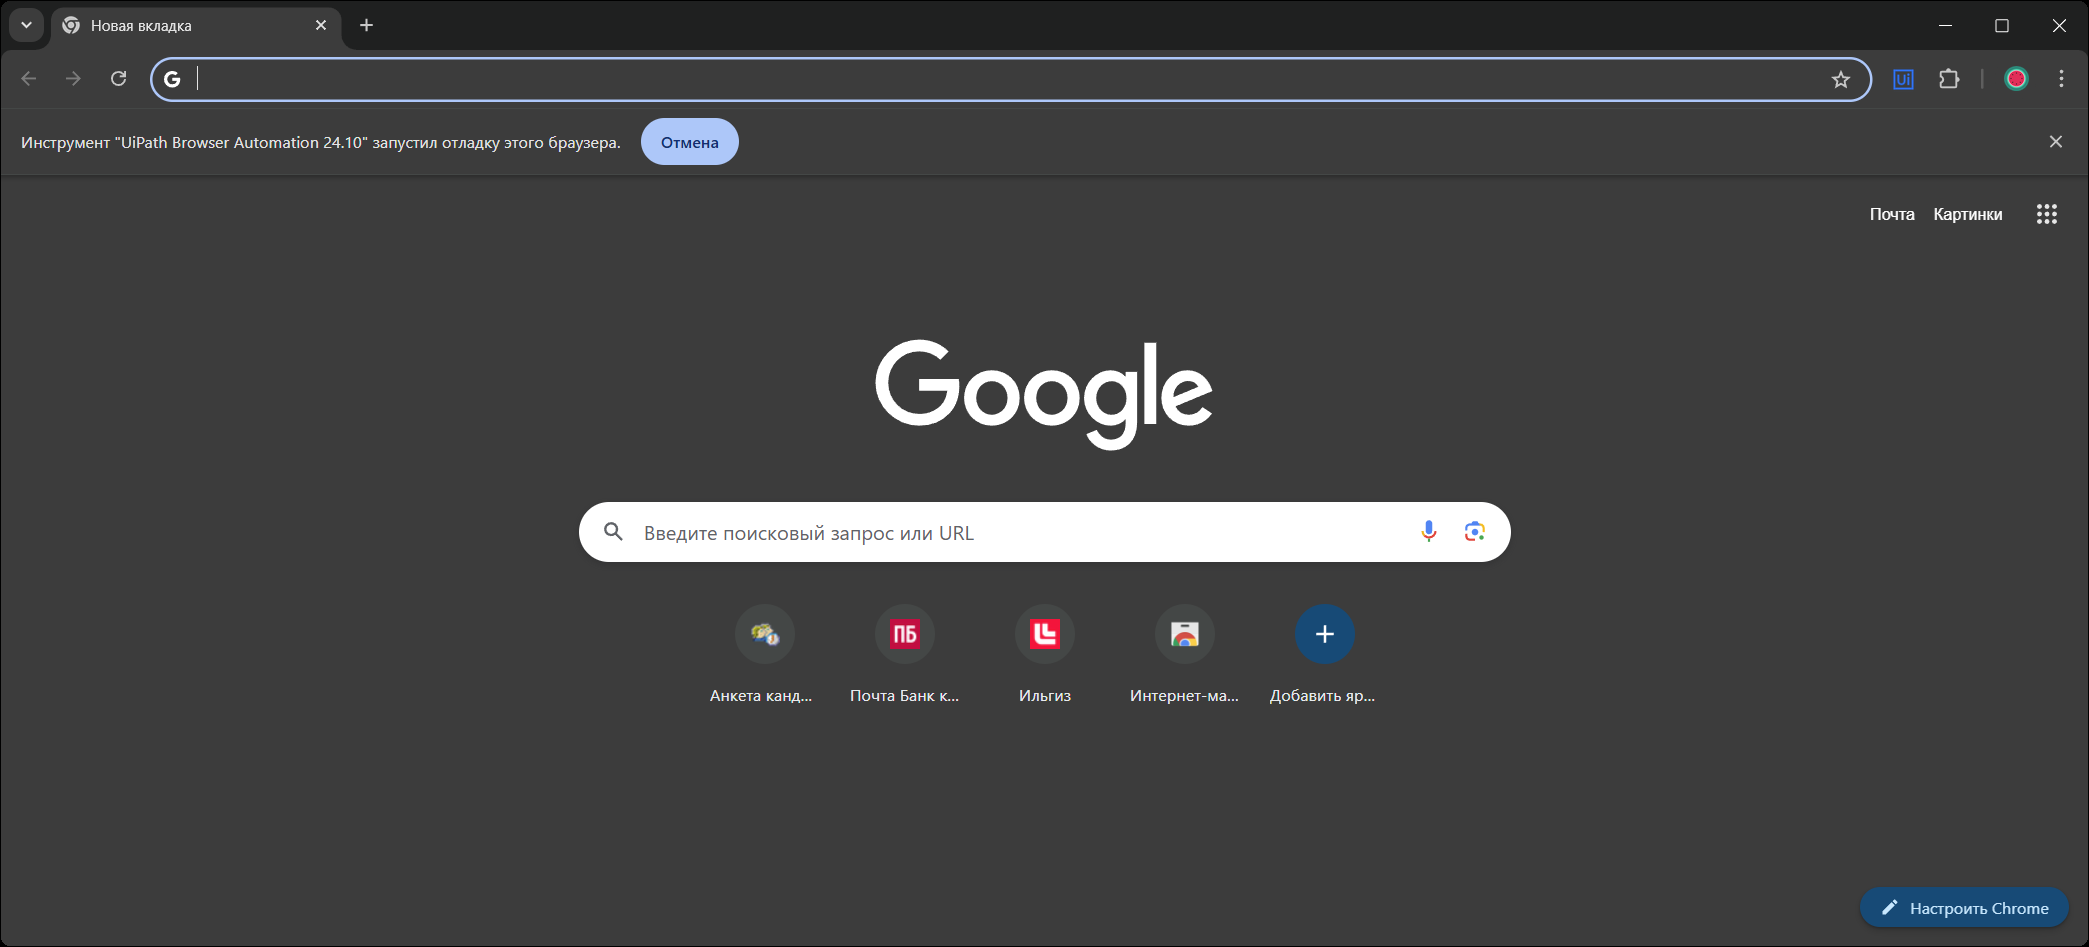 Новая вкладка
Инструмент "UiPath Browser Automation 24.10" запустил отладку этого браузера.
Отмена
Почта Картинки
Google
Введите поисковый запрос или URL
ПБ
Анкета канд... Почта Банк к... Ильгиз Интернет-ма... Добавить яр...
Настроить Chrome